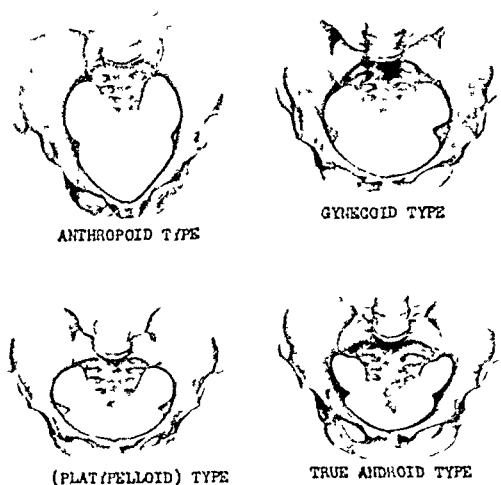 ANTHROPOID TYPE
GYNECOID TYPE
(PLATYPELLOID) TYPE
TRUE ANDROID TYPE